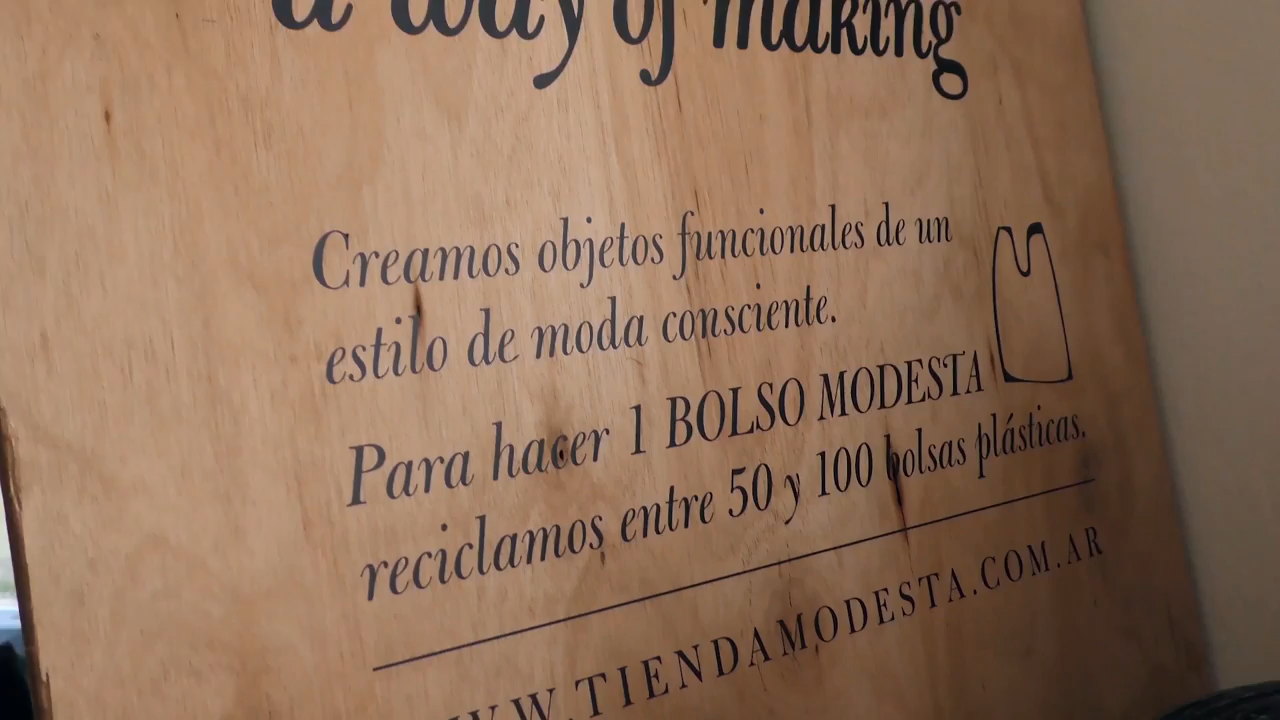 a way of making
Creamos objetos funcionales de un
estilo de moda consciente.
Para hacer 1 BOLSO MODESTA
reciclamos entre 50 y 100 bolsas plásticas.
WWW.TIENDAMODESTA.COM.AR